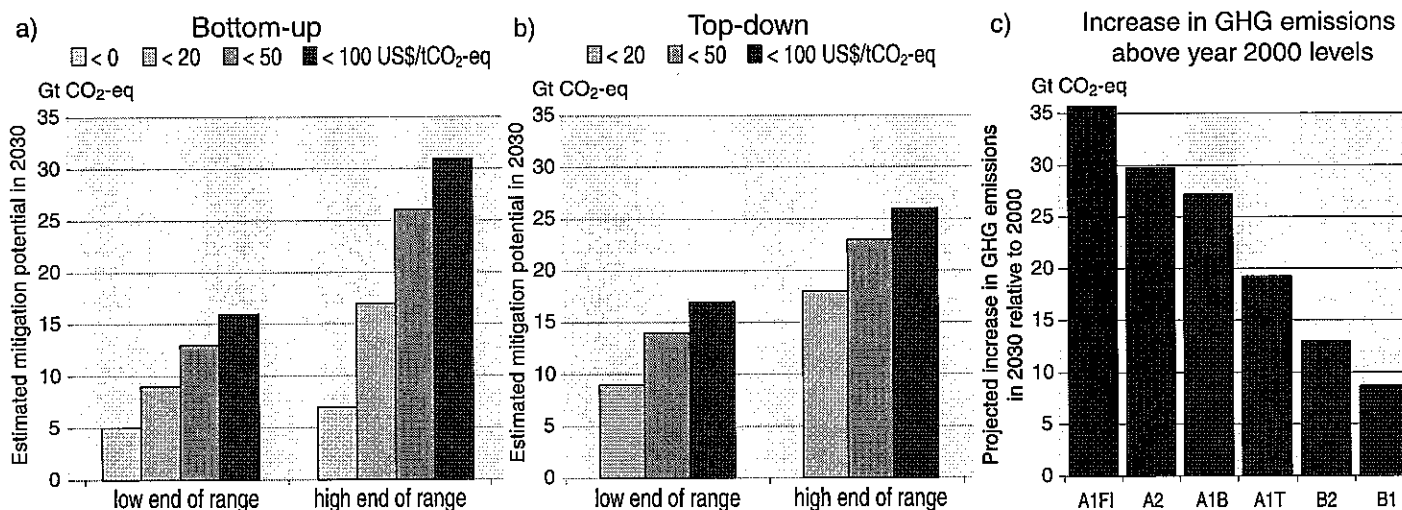 a)
Bottom-up
< 0 < 20 < 50 < 100 US$/tCO₂-eq
Gt CO₂-eq
Estimated mitigation potential in 2030
35
30
25
20
15
10
5
0
low end of range high end of range
b)
Top-down
< 20 < 50 < 100 US$/tCO₂-eq
Gt CO₂-eq
Estimated mitigation potential in 2030
35
30
25
20
15
10
5
0
low end of range high end of range
c)
Increase in GHG emissions
above year 2000 levels
Gt CO₂-eq
Projected increase in GHG emissions
in 2030 relative to 2000
35
30
25
20
15
10
5
0
A1FI A2 A1B A1T B2 B1